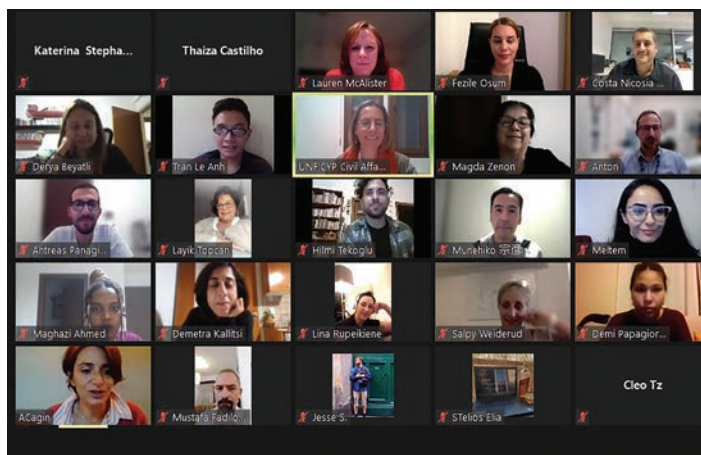 Katerina Stepha...
Thaiza Castilho
Lauren McAlister
Fezile Osum
Costa Nicosia ...
Derya Beyatli
Tran Le Anh
UNFICYP Civil Affa...
Magda Zenon
Anton
Antreas Panagi...
Layik Topcan
Hilmi Tekoglu
Munehiko
Meltem
Maghazi Ahmed
Demetra Kallitsi
Lina Rupeikiene
Salpy Weiderud
Demi Papagior...
ACagin
Mustafa Fadilo...
Jesse S.
STelios Elia
Cleo Tz